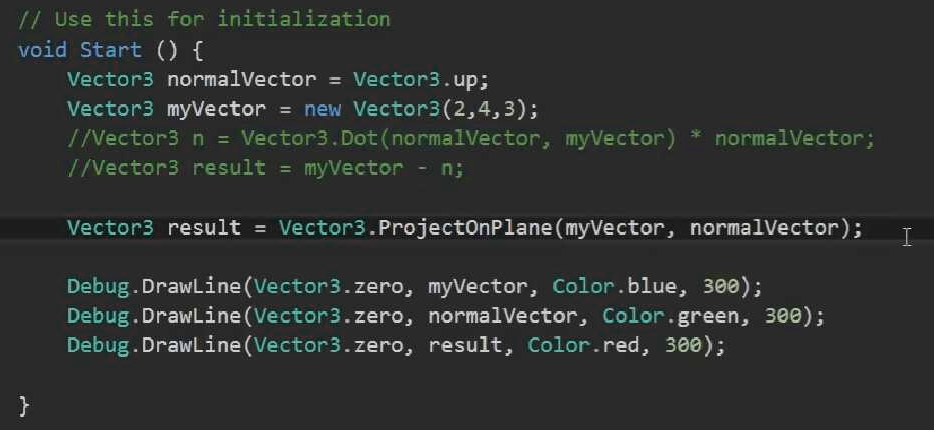 // Use this for initialization
void Start () {
Vector3 normalVector = Vector3.up;
Vector3 myVector = new Vector3(2,4,3);
//Vector3 n = Vector3.Dot(normalVector, myVector) * normalVector;
//Vector3 result = myVector - n;
Vector3 result = Vector3.ProjectOnPlane(myVector, normalVector);
Debug.DrawLine(Vector3.zero, myVector, Color.blue, 300);
Debug.DrawLine(Vector3.zero, normalVector, Color.green, 300);
Debug.DrawLine(Vector3.zero, result, Color.red, 300);
}